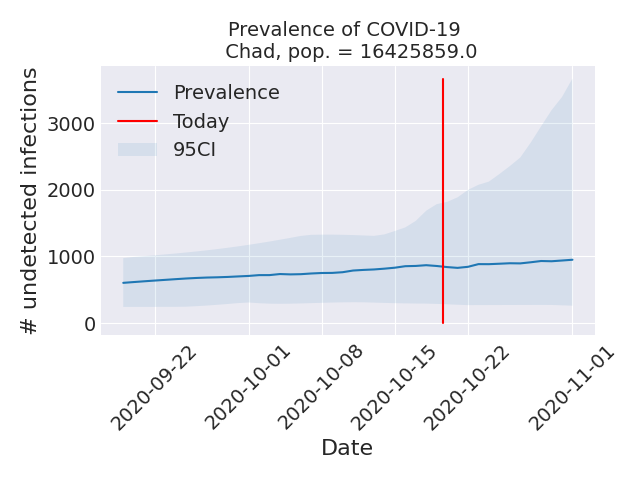 Prevalence of COVID-19
Chad, pop. = 16425859.0
Prevalence
Today
95CI
# undetected infections
3000
2000
1000
0
2020-09-22
2020-10-01
2020-10-08
2020-10-15
2020-10-22
2020-11-01
Date